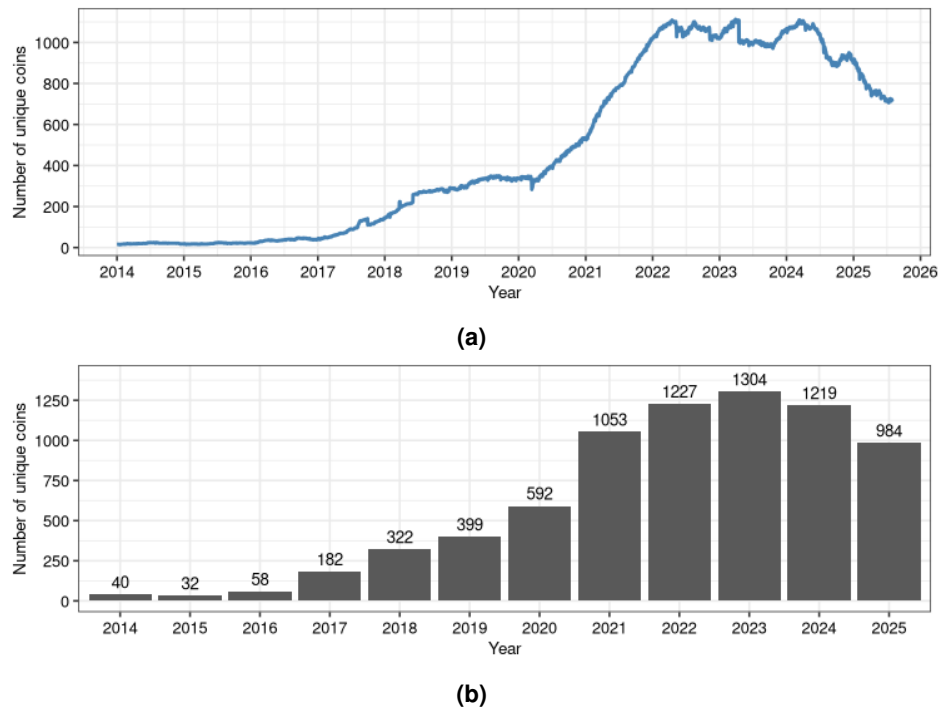 Number of unique coins
1000
800
600
400
200
0
2014 2015 2016 2017 2018 2019 2020 2021 2022 2023 2024 2025 2026
Year
(a)
Number of unique coins
1250
1000
750
500
250
0
40 32 58 182 322 399 592 1053 1227 1304 1219 984
2014 2015 2016 2017 2018 2019 2020 2021 2022 2023 2024 2025
Year
(b)